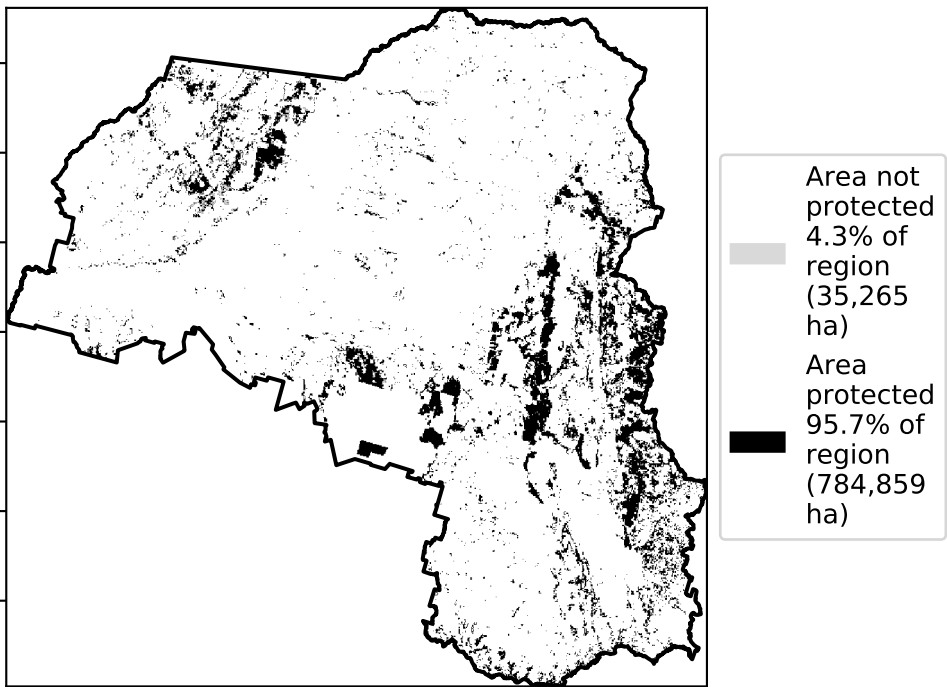 Area not
protected
4.3% of
region
(35,265
ha)
Area
protected
95.7% of
region
(784,859
ha)